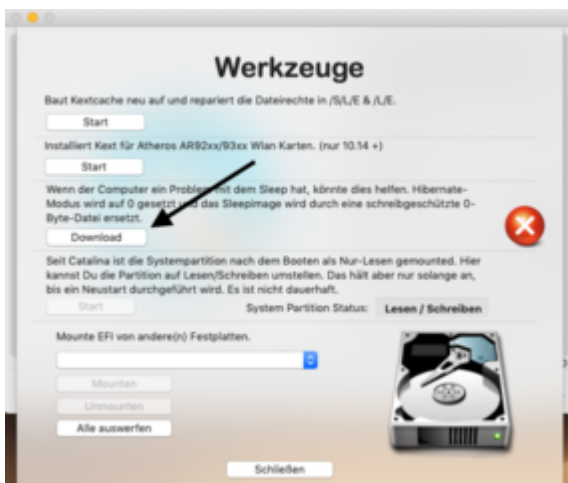 Werkzeuge
Baut Kextcache neu auf und repariert die Dateirechte in /S/L/E & /L/E.
Start
Installiert Kext für Atheros AR92xx/93xx Wlan Karten. (nur 10.14 +)
Start
Wenn der Computer ein Problem mit dem Sleep hat, könnte dies helfen. Hibernate-
Modus wird auf 0 gesetzt und das Sleepimage wird durch eine schreibgeschützte 0-
Byte-Datei ersetzt.
Download
Seit Catalina ist die Systempartition nach dem Booten als Nur-Lesen gemounted. Hier
kannst Du die Partition auf Lesen/Schreiben umstellen. Das hält aber nur solange an,
bis ein Neustart durchgeführt wird. Es ist nicht dauerhaft.
Start
System Partition Status: Lesen / Schreiben
Mounte EFI von andere(n) Festplatten.
Mounten
Unmounten
Alle auswerfen
Schließen